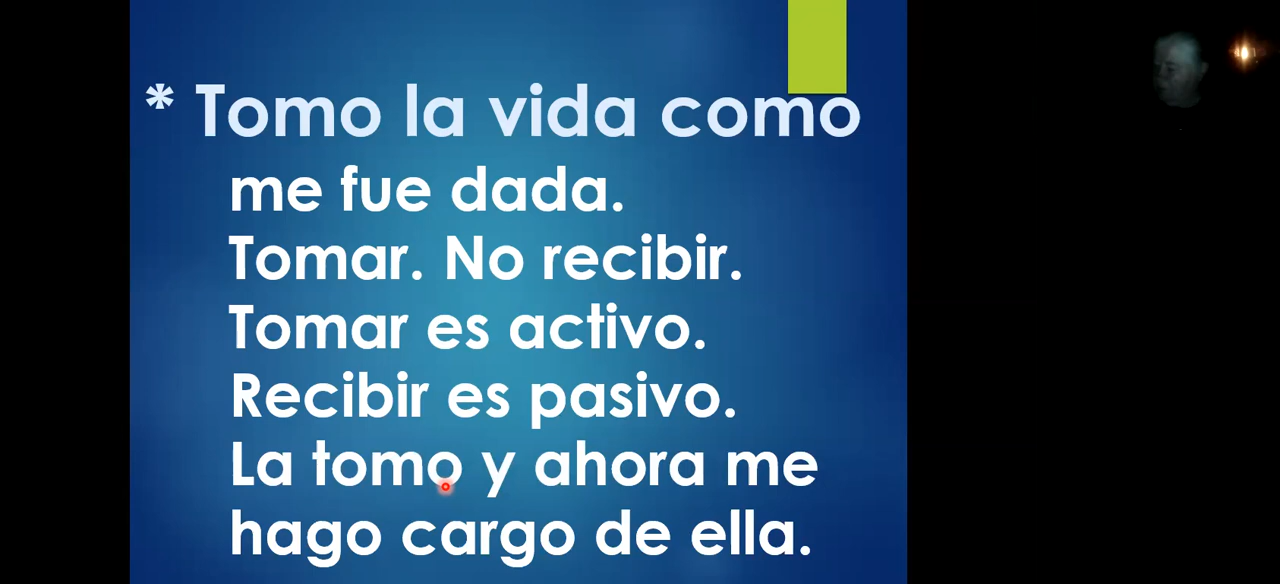 * Tomo la vida como
me fue dada.
Tomar. No recibir.
Tomar es activo.
Recibir es pasivo.
La tomo y ahora me
hago cargo de ella.